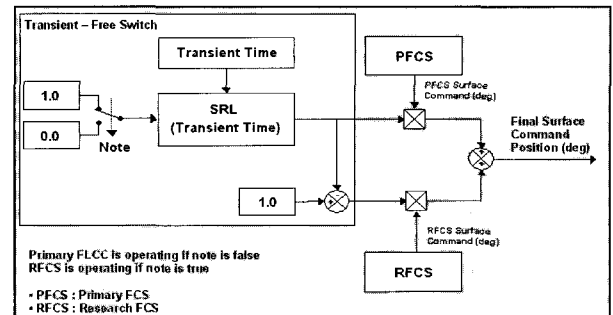 Transient – Free Switch
Transient Time
PFCS
1.0
0.0
Note
SRL
(Transient Time)
PFCS Surface
Command (deg)
Final Surface
Command
Position (deg)
1.0
RFCS Surface
Command (deg)
RFCS
Primary FLCC is operating if note is false
RFCS is operating if note is true
• PFCS : Primary FCS
• RFCS : Research FCS